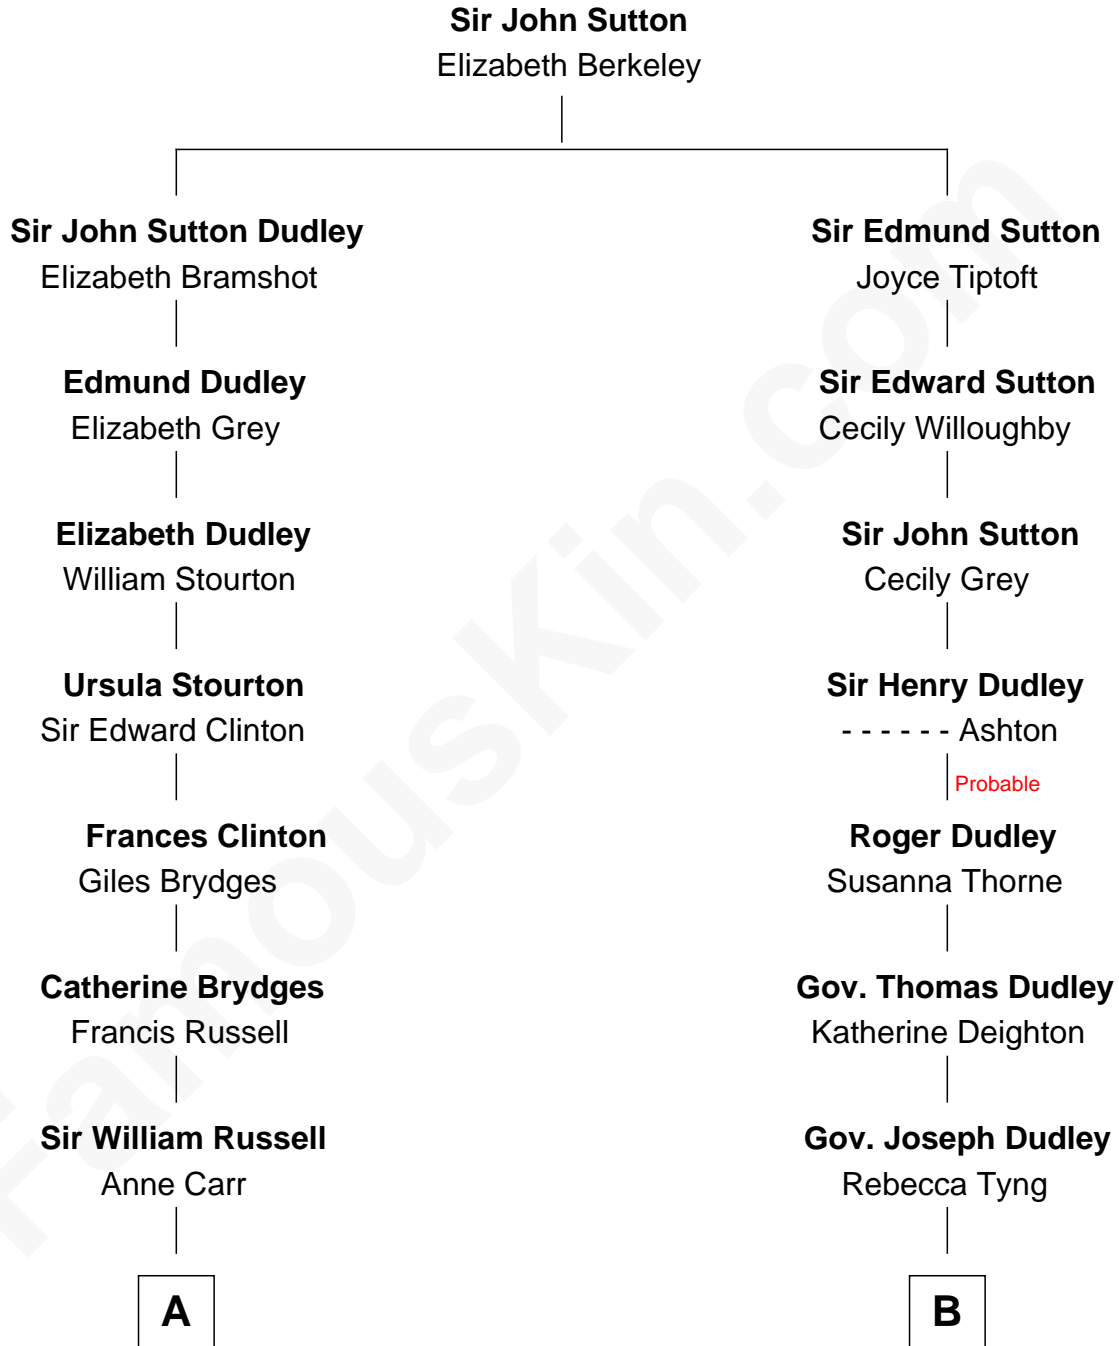 Sir John Sutton
Elizabeth Berkeley
Sir John Sutton Dudley
Elizabeth Bramshot
Edmund Dudley
Elizabeth Grey
Elizabeth Dudley
William Stourton
Ursula Stourton
Sir Edward Clinton
Frances Clinton
Giles Brydges
Catherine Brydges
Francis Russell
Sir William Russell
Anne Carr
A
Sir Edmund Sutton
Joyce Tiptoft
Sir Edward Sutton
Cecily Willoughby
Sir John Sutton
Cecily Grey
Sir Henry Dudley
- - - - - - Ashton
Probable
Roger Dudley
Susanna Thorne
Gov. Thomas Dudley
Katherine Deighton
Gov. Joseph Dudley
Rebecca Tyng
B
FamousKin.com